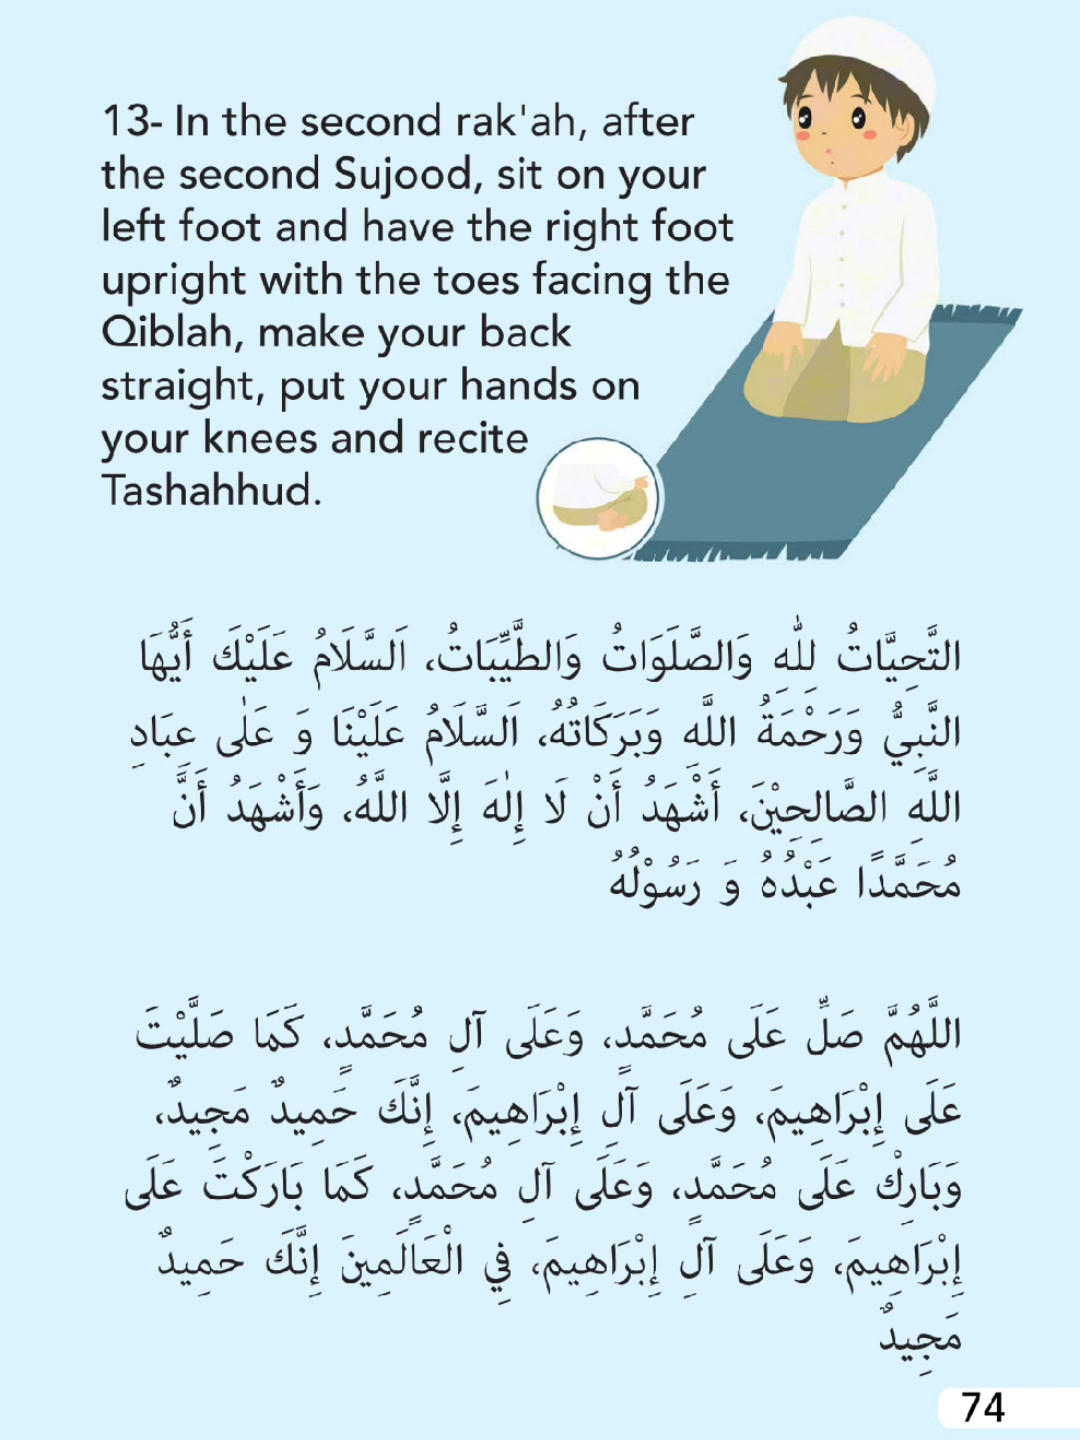 13- In the second rak'ah, after
the second Sujood, sit on your
left foot and have the right foot
upright with the toes facing the
Qiblah, make your back
straight, put your hands on
your knees and recite
Tashahhud.
التَّحِيَّاتُ لِلّٰهِ وَالصَّلَوَاتُ وَالطَّيِّبَاتُ، اَلسَّلَامُ عَلَيْكَ أَيُّهَا
النَّبِيُّ وَرَحْمَةُ اللَّهِ وَبَرَكَاتُهُ، اَلسَّلَامُ عَلَيْنَا وَ عَلٰى عِبَادِ
اللَّهِ الصَّالِحِيْنَ، أَشْهَدُ أَنْ لَا إِلٰهَ إِلَّا اللَّهُ، وَأَشْهَدُ أَنَّ
مُحَمَّدًا عَبْدُهُ وَ رَسُوْلُهُ
اللَّهُمَّ صَلِّ عَلَى مُحَمَّدٍ، وَعَلَى آلِ مُحَمَّدٍ، كَمَا صَلَّيْتَ
عَلَى إِبْرَاهِيمَ، وَعَلَى آلِ إِبْرَاهِيمَ، إِنَّكَ حَمِيدٌ مَجِيدٌ،
وَبَارِكْ عَلَى مُحَمَّدٍ، وَعَلَى آلِ مُحَمَّدٍ، كَمَا بَارَكْتَ عَلَى
إِبْرَاهِيمَ، وَعَلَى آلِ إِبْرَاهِيمَ، فِي الْعَالَمِينَ إِنَّكَ حَمِيدٌ
مَجِيدٌ
74